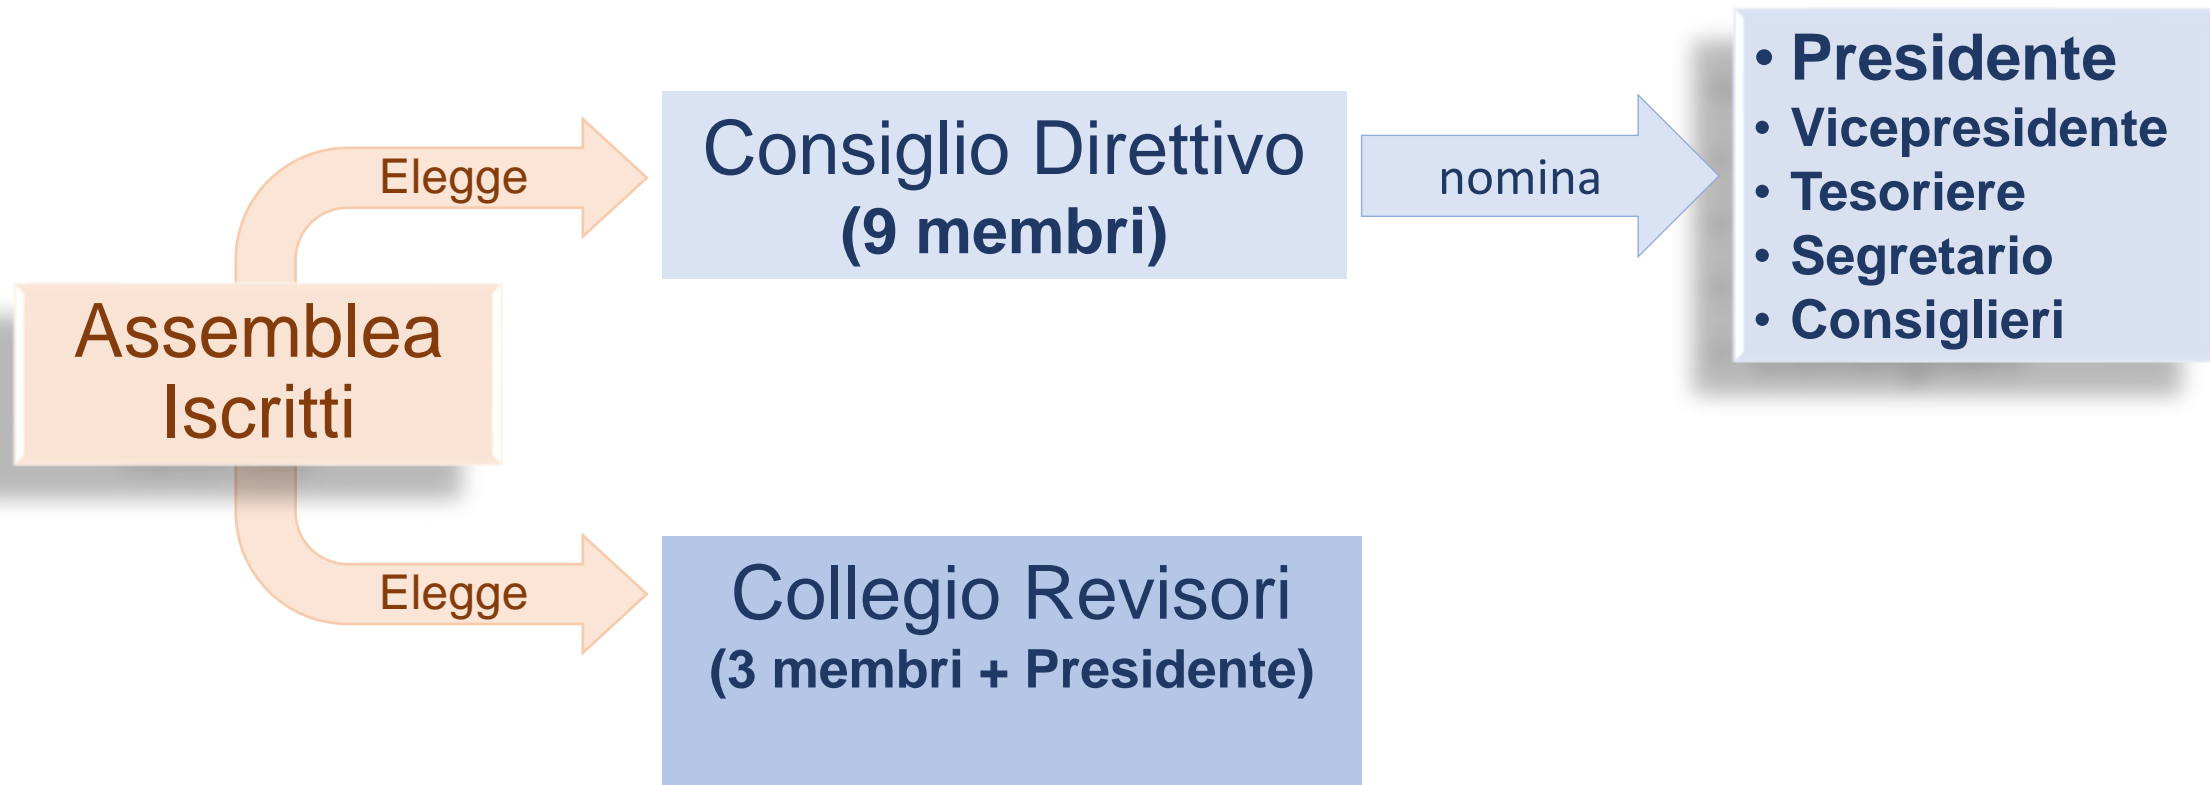 Elegge
Assemblea
Iscritti
Elegge
Consiglio Direttivo
(9 membri)
nomina
• Presidente
• Vicepresidente
• Tesoriere
• Segretario
• Consiglieri
Collegio Revisori
(3 membri + Presidente)